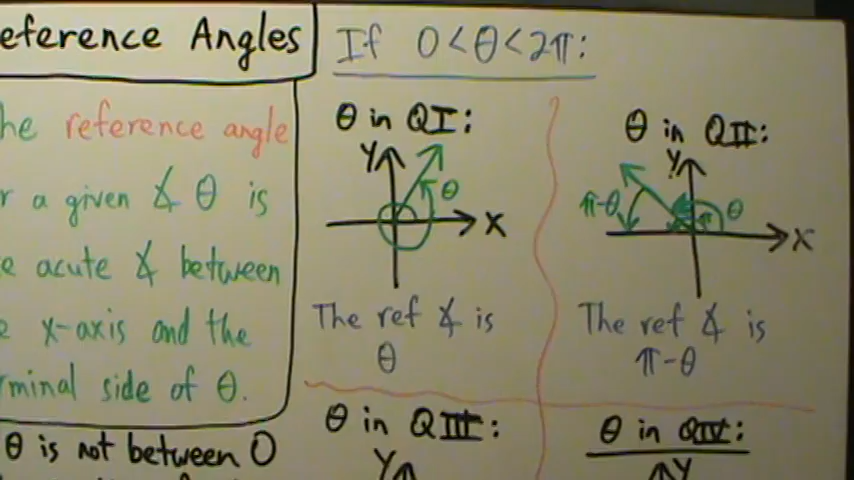 eference Angles
he reference angle
r a given ∡ θ is
e acute ∡ between
e x-axis and the
rminal side of θ.
θ is not between 0
If 0<θ<2π:
θ in QI:
Y
θ
X
The ref ∡ is
θ
θ in QII:
Y
π-θ
θ
X
The ref ∡ is
π-θ
θ in QIII:
Y
θ in QIV:
Y